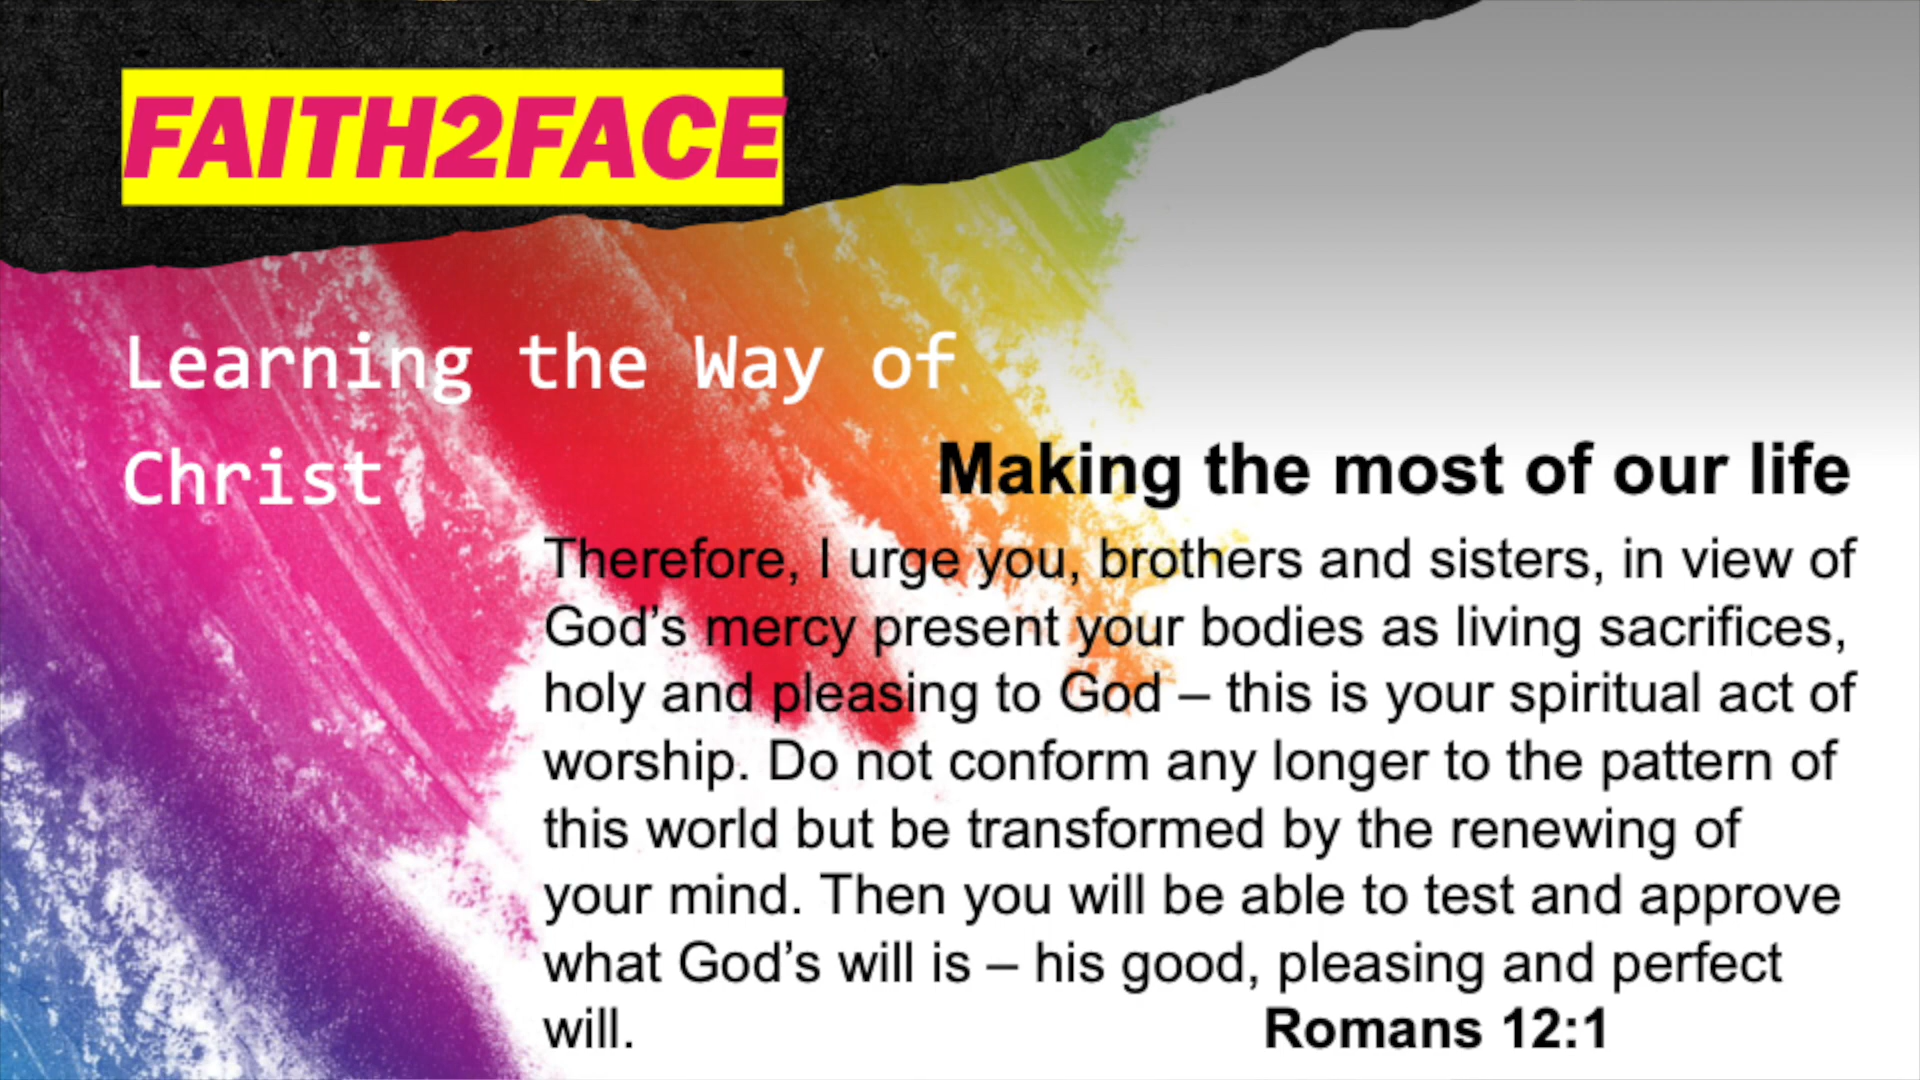 FAITH2FACE
Learning the Way of
Christ
Making the most of our life
Therefore, I urge you, brothers and sisters, in view of
God’s mercy present your bodies as living sacrifices,
holy and pleasing to God – this is your spiritual act of
worship. Do not conform any longer to the pattern of
this world but be transformed by the renewing of
your mind. Then you will be able to test and approve
what God’s will is – his good, pleasing and perfect
will. Romans 12:1